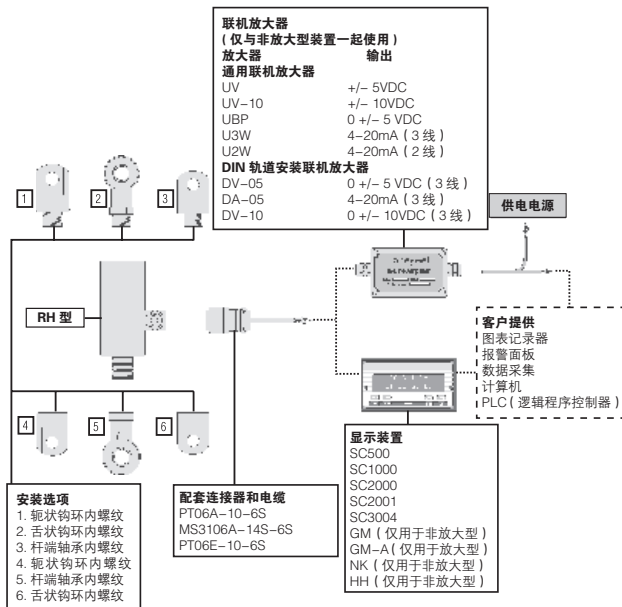 联机放大器
( 仅与非放大型装置一起使用 )
放大器 输出
通用联机放大器
UV +/- 5VDC
UV-10 +/- 10VDC
UBP 0 +/- 5 VDC
U3W 4-20mA ( 3 线 )
U2W 4-20mA ( 2 线 )
DIN 轨道安装联机放大器
DV-05 0 +/- 5 VDC ( 3 线 )
DA-05 4-20mA ( 3 线 )
DV-10 0 +/- 10VDC ( 3 线 )
1
2
3
供电电源
RH 型
客户提供
图表记录器
报警面板
数据采集
计算机
PLC ( 逻辑程序控制器 )
4
5
6
安装选项
1. 轭状钩环内螺纹
2. 舌状钩环内螺纹
3. 杆端轴承内螺纹
4. 轭状钩环内螺纹
5. 杆端轴承内螺纹
6. 舌状钩环内螺纹
配套连接器和电缆
PT06A-10-6S
MS3106A-14S-6S
PT06E-10-6S
显示装置
SC500
SC1000
SC2000
SC2001
SC3004
GM ( 仅用于非放大型 )
GM-A ( 仅用于放大型 )
NK ( 仅用于非放大型 )
HH ( 仅用于非放大型 )